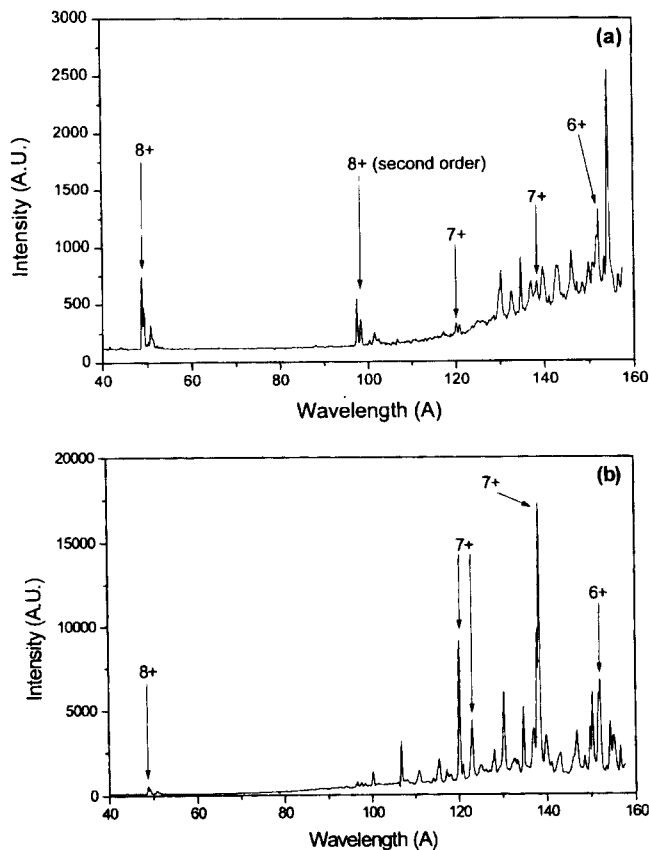 (a)
3000
2500
2000
1500
1000
500
0
Intensity (A.U.)
8+
8+ (second order)
7+
7+
6+
40 60 80 100 120 140 160
Wavelength (A)
(b)
20000
15000
10000
5000
0
Intensity (A.U.)
8+
7+
7+
6+
40 60 80 100 120 140 160
Wavelength (A)